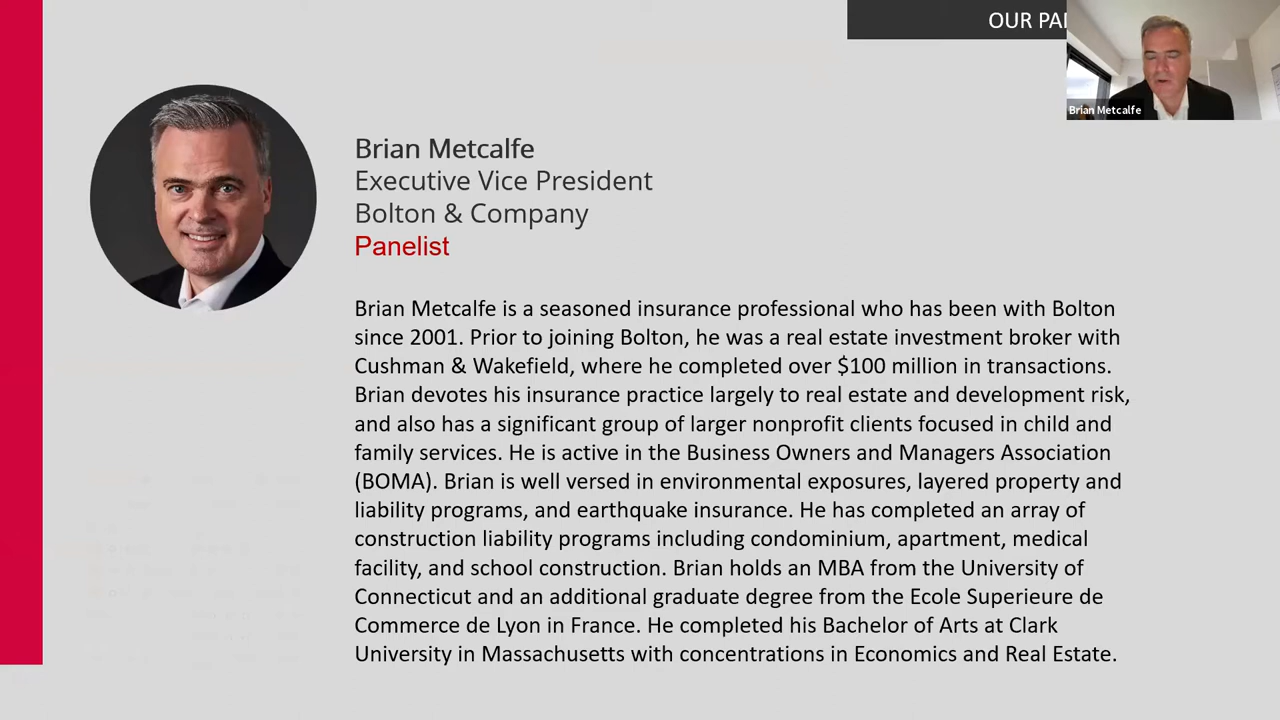 OUR PA
Brian Metcalfe
Brian Metcalfe
Executive Vice President
Bolton & Company
Panelist
Brian Metcalfe is a seasoned insurance professional who has been with Bolton
since 2001. Prior to joining Bolton, he was a real estate investment broker with
Cushman & Wakefield, where he completed over $100 million in transactions.
Brian devotes his insurance practice largely to real estate and development risk,
and also has a significant group of larger nonprofit clients focused in child and
family services. He is active in the Business Owners and Managers Association
(BOMA). Brian is well versed in environmental exposures, layered property and
liability programs, and earthquake insurance. He has completed an array of
construction liability programs including condominium, apartment, medical
facility, and school construction. Brian holds an MBA from the University of
Connecticut and an additional graduate degree from the Ecole Superieure de
Commerce de Lyon in France. He completed his Bachelor of Arts at Clark
University in Massachusetts with concentrations in Economics and Real Estate.